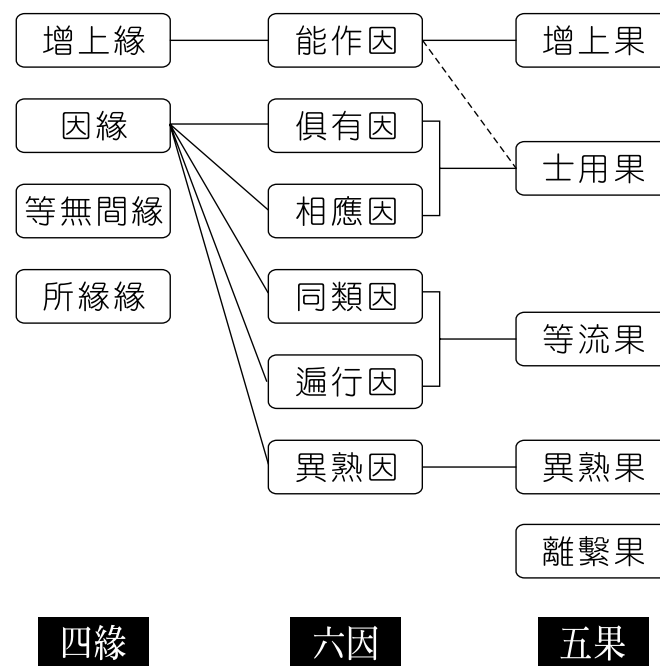 增上緣
能作因
增上果
因緣
俱有因
士用果
等無間緣
相應因
所緣緣
同類因
等流果
遍行因
異熟因
異熟果
離繫果
四緣
六因
五果